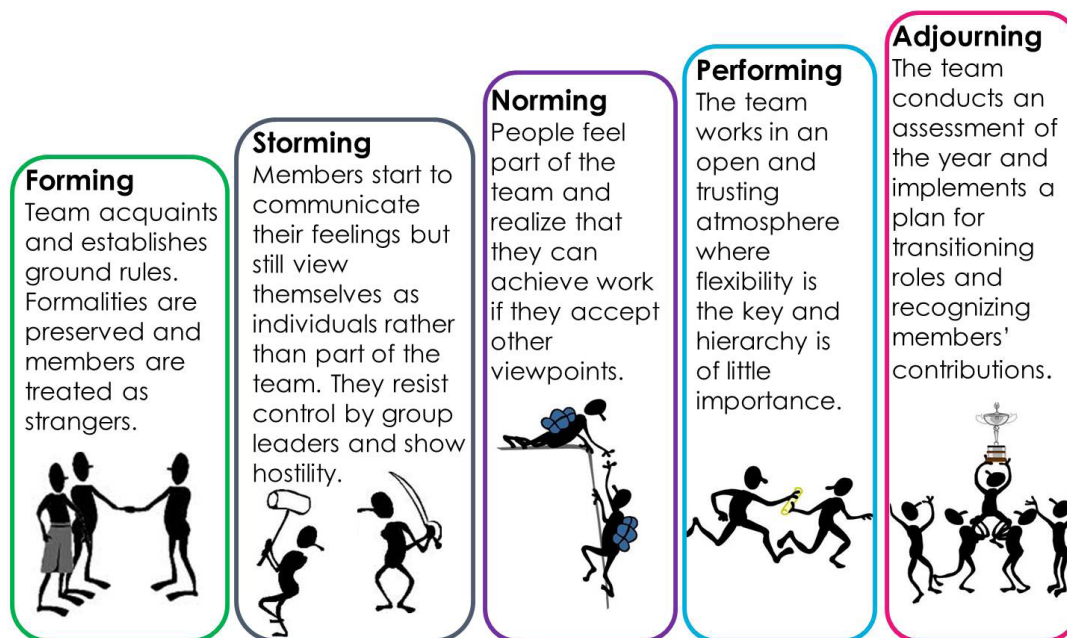 Forming
Team acquaints
and establishes
ground rules.
Formalities are
preserved and
members are
treated as
strangers.
Storming
Members start to
communicate
their feelings but
still view
themselves as
individuals rather
than part of the
team. They resist
control by group
leaders and show
hostility.
Norming
People feel
part of the
team and
realize that
they can
achieve work
if they accept
other
viewpoints.
Performing
The team
works in an
open and
trusting
atmosphere
where
flexibility is
the key and
hierarchy is
of little
importance.
Adjourning
The team
conducts an
assessment of
the year and
implements a
plan for
transitioning
roles and
recognizing
members'
contributions.